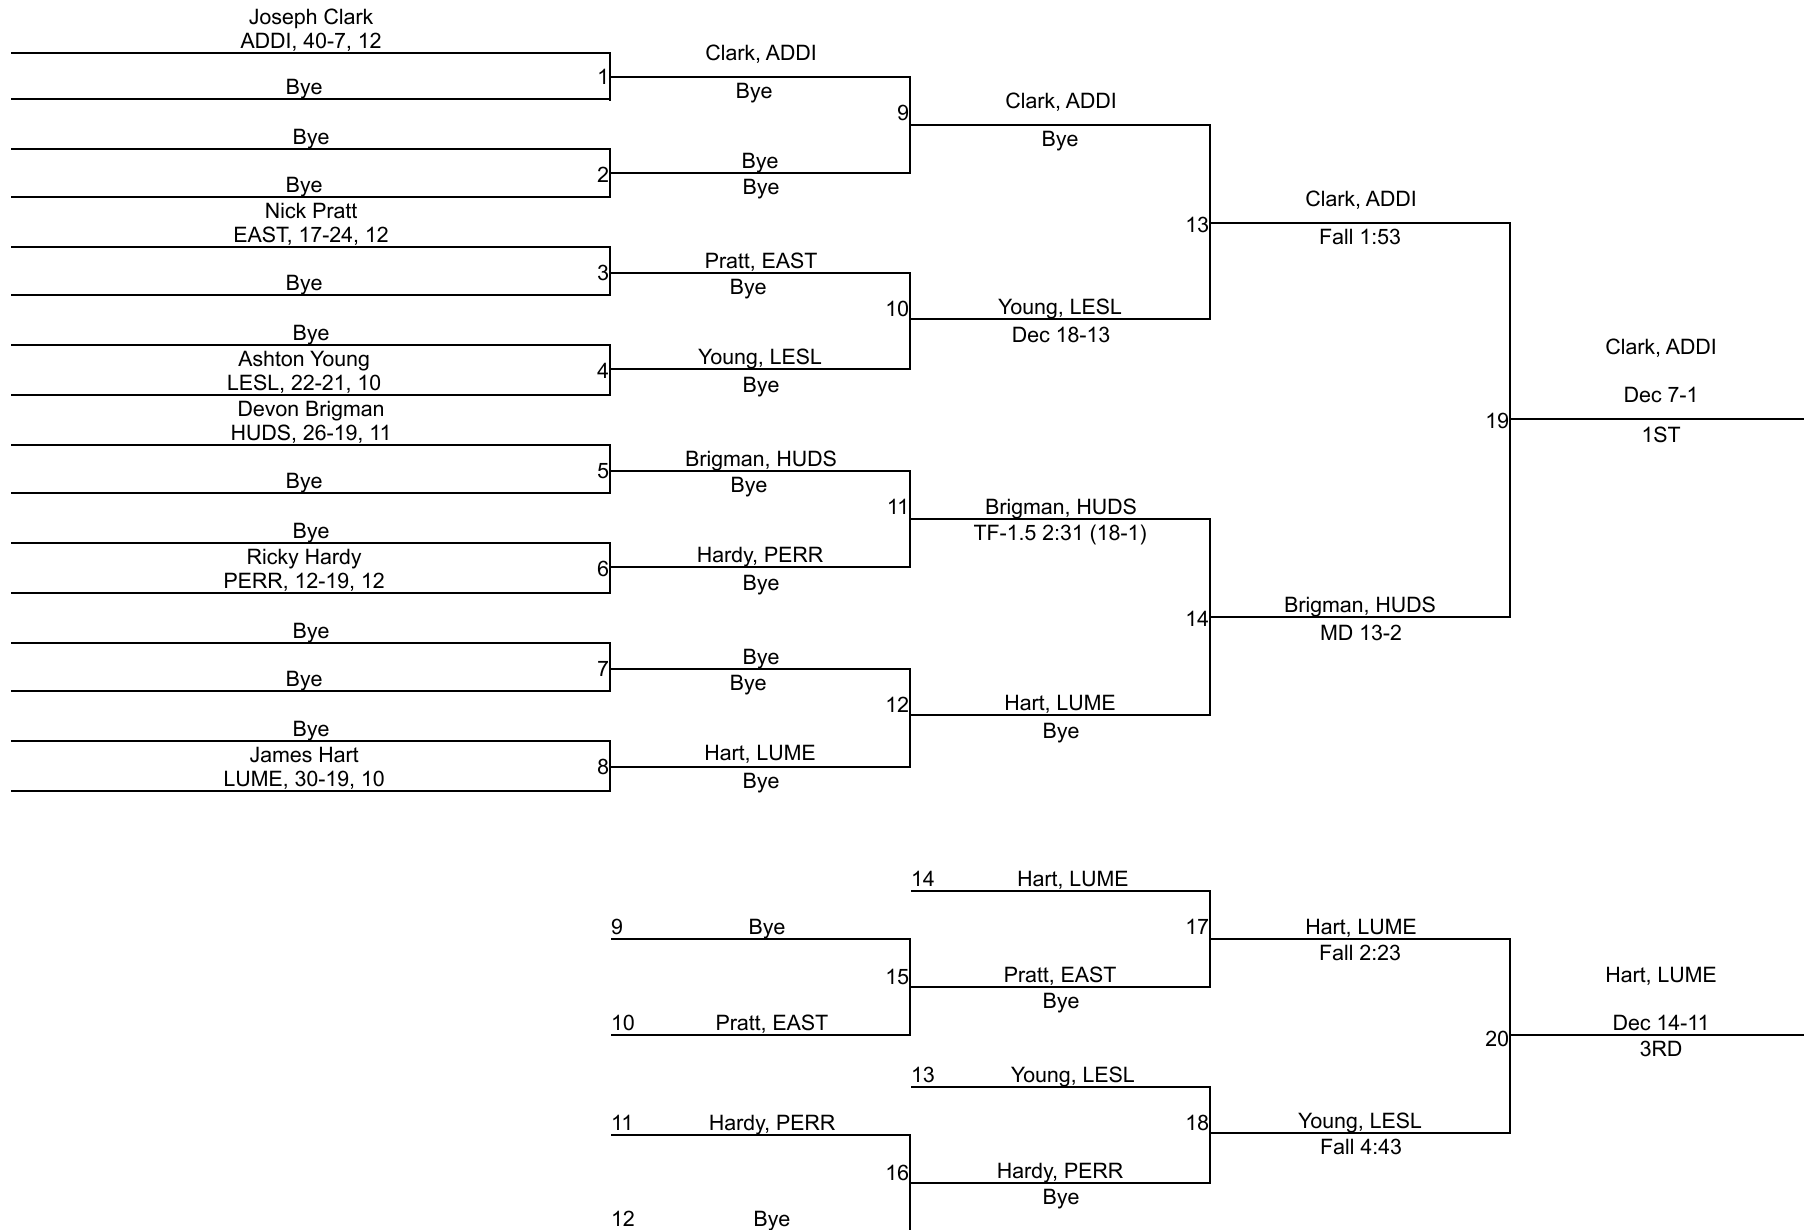 Joseph Clark
ADDI, 40-7, 12
Bye
1
Clark, ADDI
Bye
Bye
Bye
2
Bye
Bye
9
Clark, ADDI
Bye
Nick Pratt
EAST, 17-24, 12
Bye
3
Pratt, EAST
Bye
Bye
Ashton Young
LESL, 22-21, 10
4
Young, LESL
Bye
10
Young, LESL
Dec 18-13
13
Clark, ADDI
Fall 1:53
Devon Brigman
HUDS, 26-19, 11
Bye
5
Brigman, HUDS
Bye
Bye
Ricky Hardy
PERR, 12-19, 12
6
Hardy, PERR
Bye
11
Brigman, HUDS
TF-1.5 2:31 (18-1)
Bye
Bye
7
Bye
Bye
Bye
James Hart
LUME, 30-19, 10
8
Hart, LUME
Bye
12
Hart, LUME
Bye
14
Brigman, HUDS
MD 13-2
19
Clark, ADDI
Dec 7-1
1ST
14
Hart, LUME
9
Bye
10
Pratt, EAST
15
Pratt, EAST
Bye
17
Hart, LUME
Fall 2:23
13
Young, LESL
11
Hardy, PERR
12
Bye
16
Hardy, PERR
Bye
18
Young, LESL
Fall 4:43
20
Hart, LUME
Dec 14-11
3RD